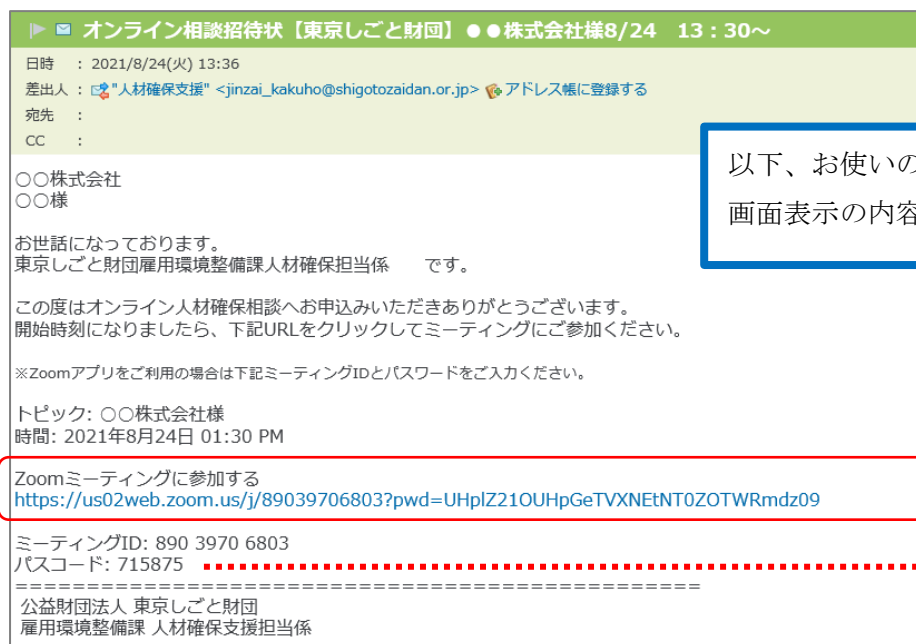 オンライン相談招待状【東京しごと財団】●●株式会社様8/24 13：30～
日時 : 2021/8/24(火) 13:36
差出人 : "人材確保支援" <jinzai_kakuho@shigotozaidan.or.jp> アドレス帳に登録する
宛先 :
CC :
以下、お使いの
画面表示の内容
○○株式会社
○○様
お世話になっております。
東京しごと財団雇用環境整備課人材確保担当係 です。
この度はオンライン人材確保相談へお申込みいただきありがとうございます。
開始時刻になりましたら、下記URLをクリックしてミーティングにご参加ください。
※Zoomアプリをご利用の場合は下記ミーティングIDとパスワードをご入力ください。
トピック: ○○株式会社様
時間: 2021年8月24日 01:30 PM
Zoomミーティングに参加する
https://us02web.zoom.us/j/89039706803?pwd=UHplZ21OUHpGeTVXNEtNT0ZOTWRmdz09
ミーティングID: 890 3970 6803
パスコード: 715875
==================================================
公益財団法人 東京しごと財団
雇用環境整備課 人材確保支援担当係